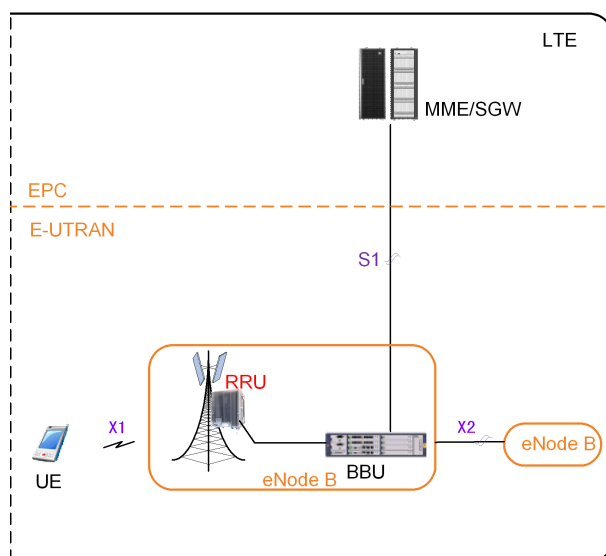 LTE
MME/SGW
EPC
E-UTRAN
S1
RRU
X1
X2
eNode B
UE
BBU
eNode B